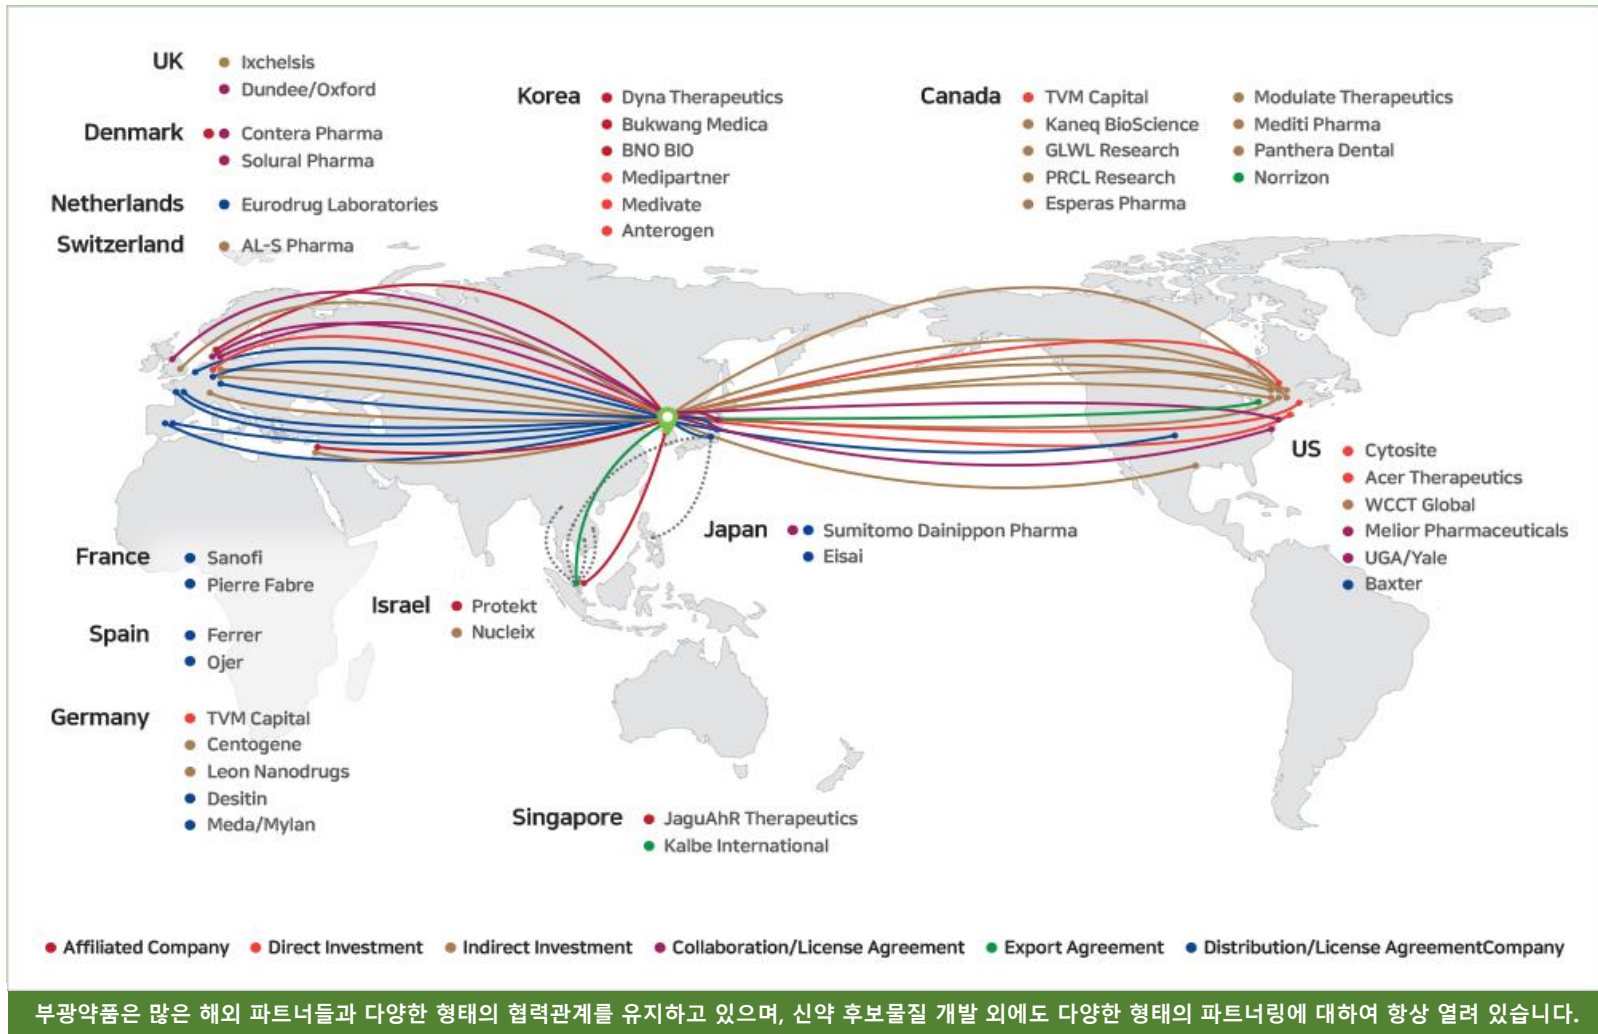 UK
Ixchelsis
Dundee/Oxford
Denmark
Contera Pharma
Solural Pharma
Netherlands
Eurodrug Laboratories
Switzerland
AL-S Pharma
Korea
Dyna Therapeutics
Bukwang Medica
BNO BIO
Medipartner
Medivate
Anterogen
Canada
TVM Capital
Kaneq BioScience
GLWL Research
PRCL Research
Esperas Pharma
Modulate Therapeutics
Mediti Pharma
Panthera Dental
Norrizon
US
Cytosite
Acer Therapeutics
WCCT Global
Melior Pharmaceuticals
UGA/Yale
Baxter
Japan
Sumitomo Dainippon Pharma
Eisai
France
Sanofi
Pierre Fabre
Israel
Protekt
Nucleix
Spain
Ferrer
Ojer
Germany
TVM Capital
Centogene
Leon Nanodrugs
Desitin
Meda/Mylan
Singapore
JaguAhR Therapeutics
Kalbe International
Affiliated Company Direct Investment Indirect Investment Collaboration/License Agreement Export Agreement Distribution/License AgreementCompany
부광약품은 많은 해외 파트너들과 다양한 형태의 협력관계를 유지하고 있으며, 신약 후보물질 개발 외에도 다양한 형태의 파트너링에 대하여 항상 열려 있습니다.